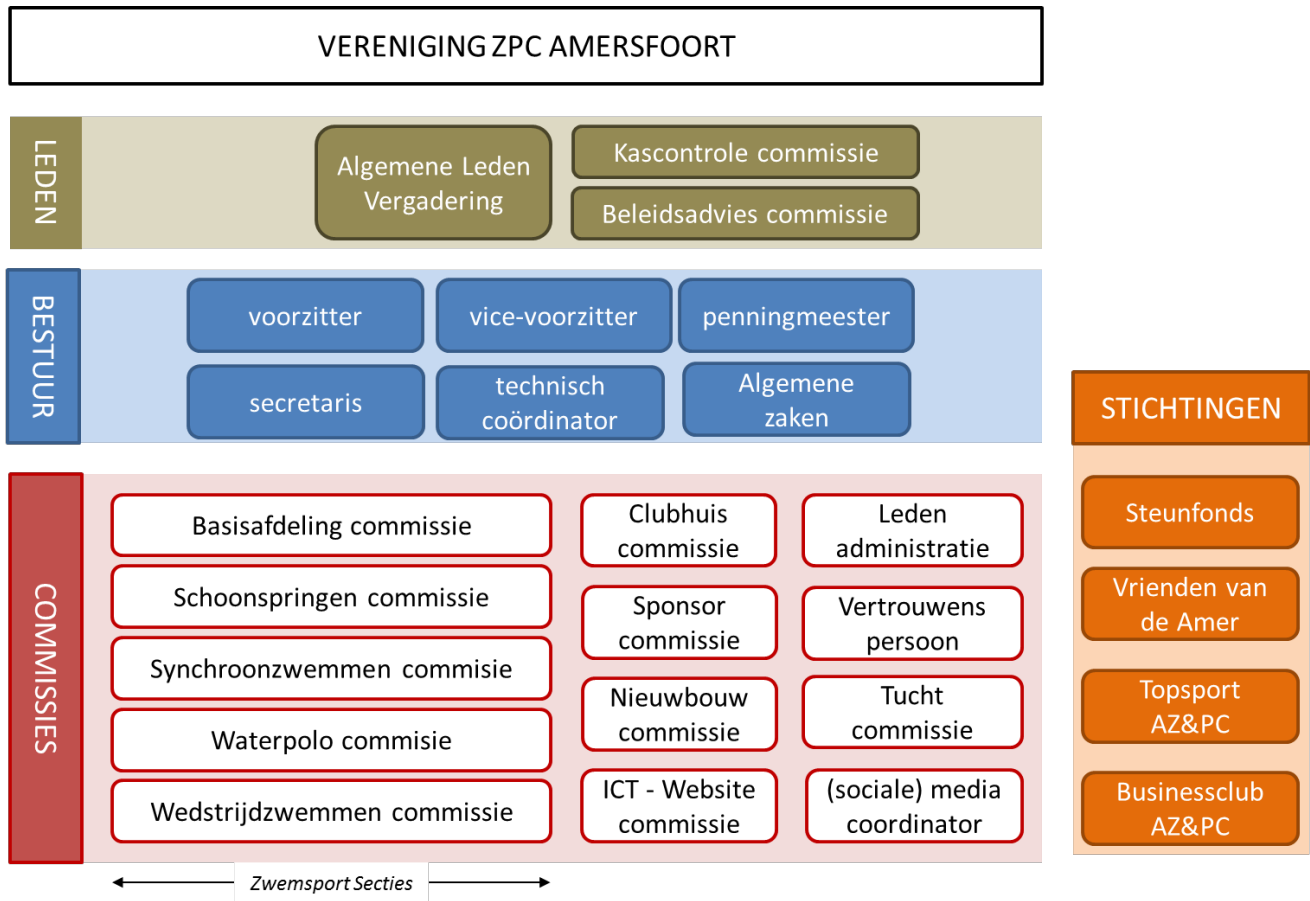 VERENIGING ZPC AMERSFOORT
LEDEN
Algemene Leden
Vergadering
Kascontrole commissie
Beleidsadvies commissie
BESTUUR
voorzitter
vice-voorzitter
penningmeester
secretaris
technisch
coördinator
Algemene
zaken
COMMISSIES
Basisafdeling commissie
Schoonspringen commissie
Synchroonzwemmen commisie
Waterpolo commisie
Wedstrijdzwemmen commissie
Clubhuis
commissie
Sponsor
commissie
Nieuwbouw
commissie
ICT - Website
commissie
Leden
administratie
Vertrouwens
persoon
Tucht
commissie
(sociale) media
coordinator
Zwemsport Secties
STICHTINGEN
Steunfonds
Vrienden van
de Amer
Topsport
AZ&PC
Businessclub
AZ&PC